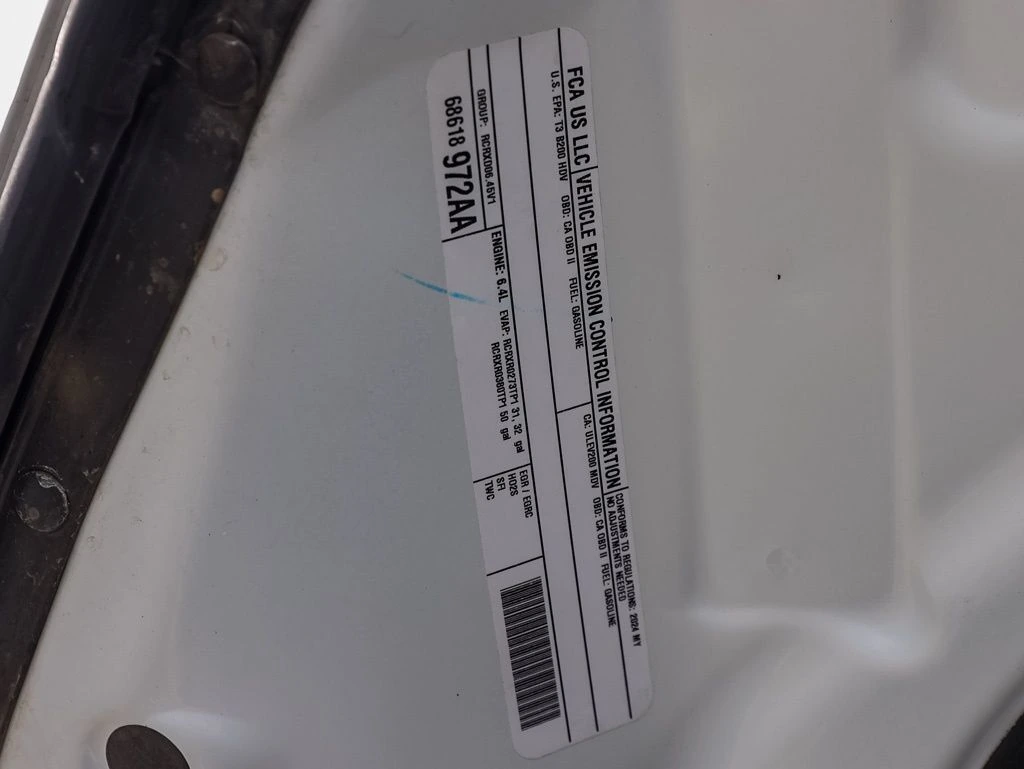 FCA US LLC VEHICLE EMISSION CONTROL INFORMATION
CONFORMS TO REGULATIONS: 2024 MY
NO ADJUSTMENTS NEEDED
U.S. EPA: T3 B200 HDV OBD: CA OBD II FUEL: GASOLINE
CA: ULEV200 MDV OBD: CA OBD II FUEL: GASOLINE
GROUP: RCRXD06.45V1
68618972AA
ENGINE: 6.4L EVAP: RCRXR0273TP1 31, 32 gal
RCRXR0380TP1 50 gal
EGR / EGRC
HO2S
SFI
TWC